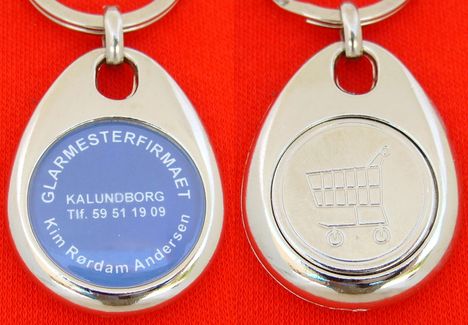 GLARMESTERFIRMAET
KALUNDBORG
Tlf. 59 51 19 09
Kim Rørdam Andersen